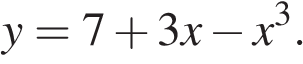 y = 7 + 3x − x³.